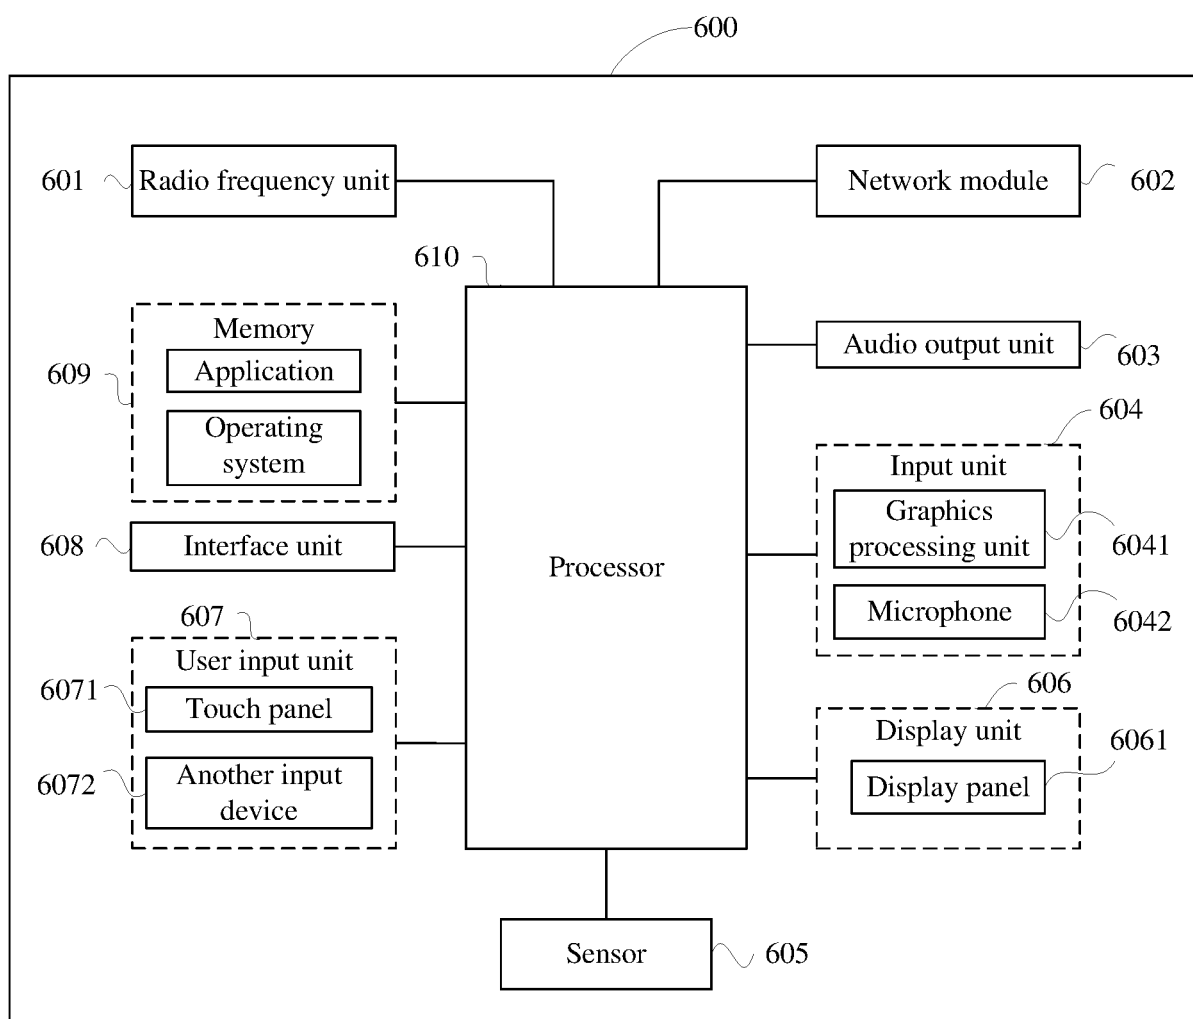 600
601
Radio frequency unit
Network module
602
610
Memory
Application
Operating
system
609
Audio output unit
603
604
Input unit
Graphics
processing unit
6041
Microphone
6042
608
Interface unit
Processor
607
User input unit
6071
Touch panel
6072
Another input
device
606
Display unit
Display panel
6061
Sensor
605